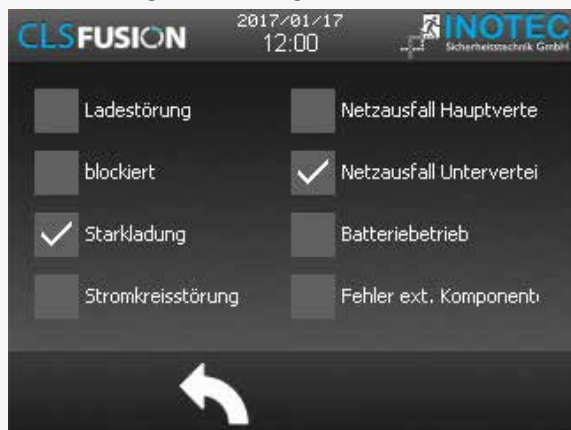 CLSFUSION
2017/01/17
12:00
INOTEC
Sicherheitstechnik GmbH
Ladestörung
Netzausfall Hauptverte
blockiert
Netzausfall Untervertei
Starkladung
Batteriebetrieb
Stromkreisstörung
Fehler ext. Komponent